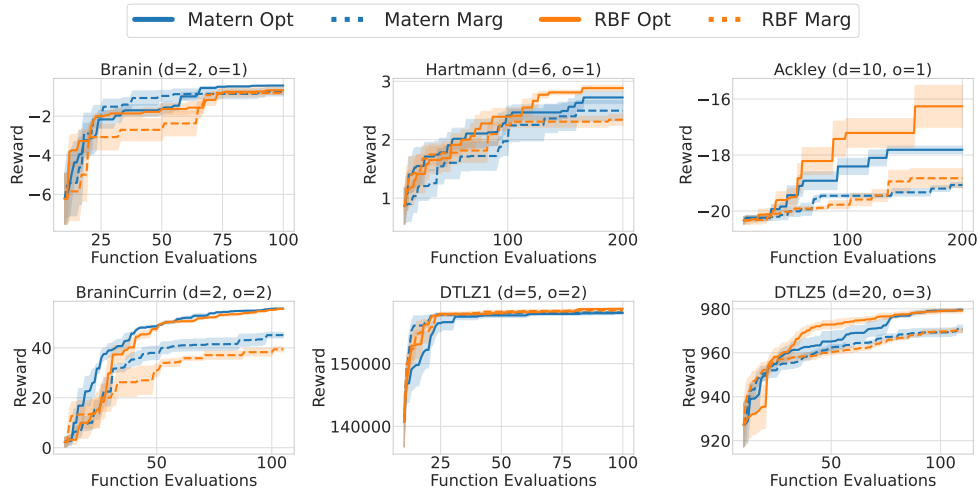 Matern Opt Matern Marg RBF Opt RBF Marg
Branin (d=2, o=1)
Reward
−2
−4
−6
25 50 75 100
Function Evaluations
Hartmann (d=6, o=1)
Reward
3
2
1
100 200
Function Evaluations
Ackley (d=10, o=1)
Reward
−16
−18
−20
100 200
Function Evaluations
BraninCurrin (d=2, o=2)
Reward
40
20
0
50 100
Function Evaluations
DTLZ1 (d=5, o=2)
Reward
150000
140000
25 50 75 100
Function Evaluations
DTLZ5 (d=20, o=3)
Reward
980
960
940
920
50 100
Function Evaluations